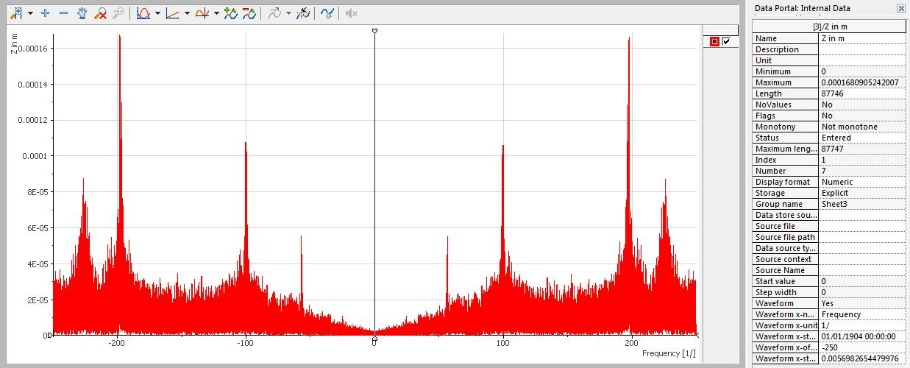 Data Portal: Internal Data
[3]/Z in m
Name Z in m
Description
Unit
Minimum 0
Maximum 0.0001680905242007
Length 87746
NoValues No
Flags No
Monotony Not monotone
Status Entered
Maximum leng... 87747
Index 1
Number 7
Display format Numeric
Storage Explicit
Group name Sheet3
Data store sou...
Source file
Source file path
Data source ty...
Source context
Source Name
Start value 0
Step width 0
Waveform Yes
Waveform x-n... Frequency
Waveform x-unit 1/
Waveform x-st... 01/01/1904 00:00:00
Waveform x-of... -250
Waveform x-st... 0.0056982654479976
Z in m
0.00016
0.00014
0.00012
0.0001
8E-05
6E-05
4E-05
2E-05
0
-200 -100 0 100 200
Frequency [1/]